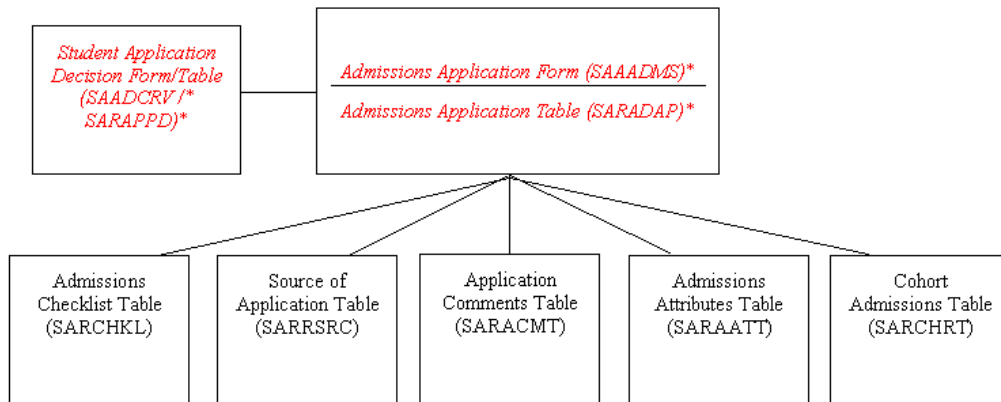 Student Application
Decision Form/Table
(SAADCRV /*
SARAPPD)*
Admissions Application Form (SAAADMS)*
Admissions Application Table (SARADAP)*
Admissions
Checklist Table
(SARCHKL)
Source of
Application Table
(SARRSRC)
Application
Comments Table
(SARACMT)
Admissions
Attributes Table
(SARAATT)
Cohort
Admissions Table
(SARCHRT)